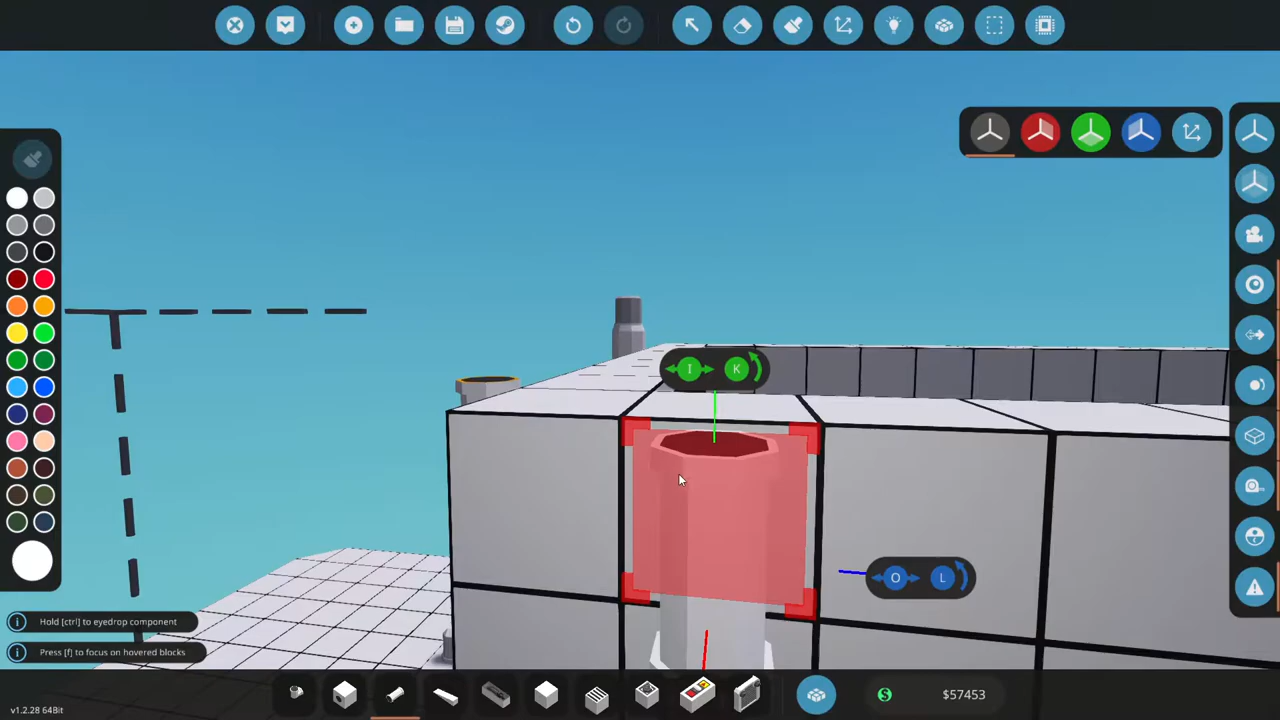 I K
O L
Hold [ctrl] to eyedrop component
Press [f] to focus on hovered blocks
$ $57453
v1.2.28 64Bit